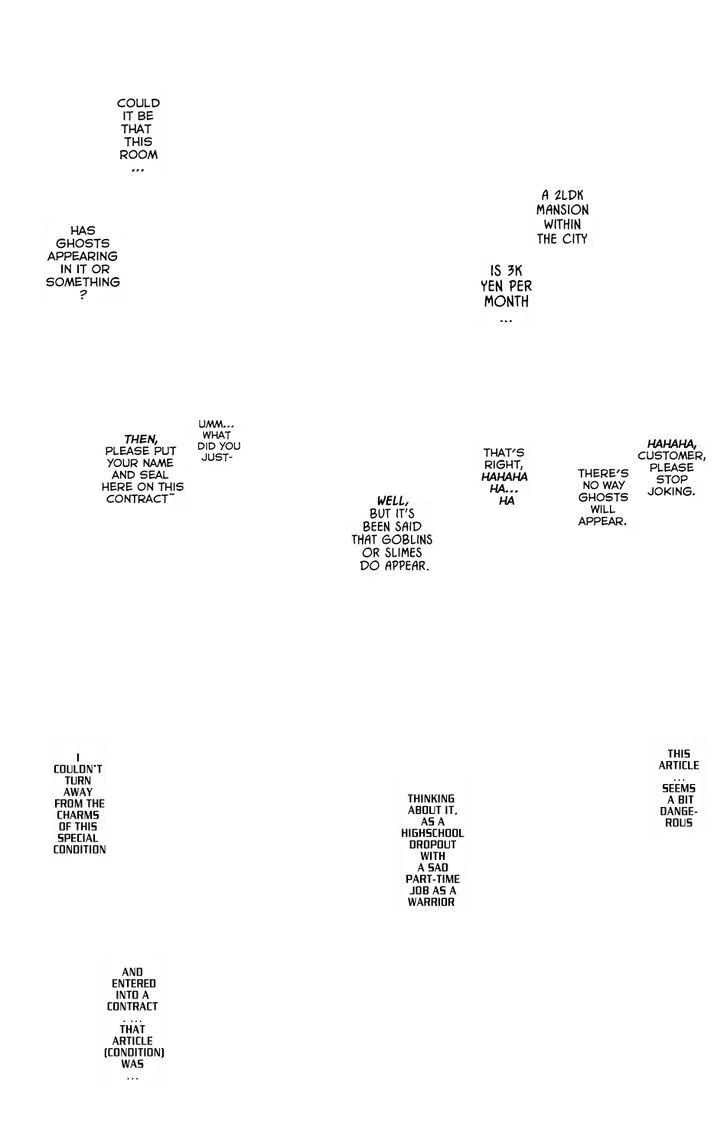 A 2LDK
MANSION
WITHIN
THE CITY
IS 3K
YEN PER
MONTH
...
COULD
IT BE
THAT
THIS
ROOM
...
HAS
GHOSTS
APPEARING
IN IT OR
SOMETHING
?
HAHAHA,
CUSTOMER,
PLEASE
STOP
JOKING.
THERE'S
NO WAY
GHOSTS
WILL
APPEAR.
THAT'S
RIGHT,
HAHAHA
HA...
HA
WELL,
BUT IT'S
BEEN SAID
THAT GOBLINS
OR SLIMES
DO APPEAR.
UMM...
WHAT
DID YOU
JUST-
THEN,
PLEASE PUT
YOUR NAME
AND SEAL
HERE ON THIS
CONTRACT~
THIS
ARTICLE
...
SEEMS
A BIT
DANGE-
ROUS
THINKING
ABOUT IT,
AS A
HIGHSCHOOL
DROPOUT
WITH
A SAD
PART-TIME
JOB AS A
WARRIOR
I
COULDN'T
TURN
AWAY
FROM THE
CHARMS
OF THIS
SPECIAL
CONDITION
AND
ENTERED
INTO A
CONTRACT
. ...
THAT
ARTICLE
(CONDITION)
WAS
...